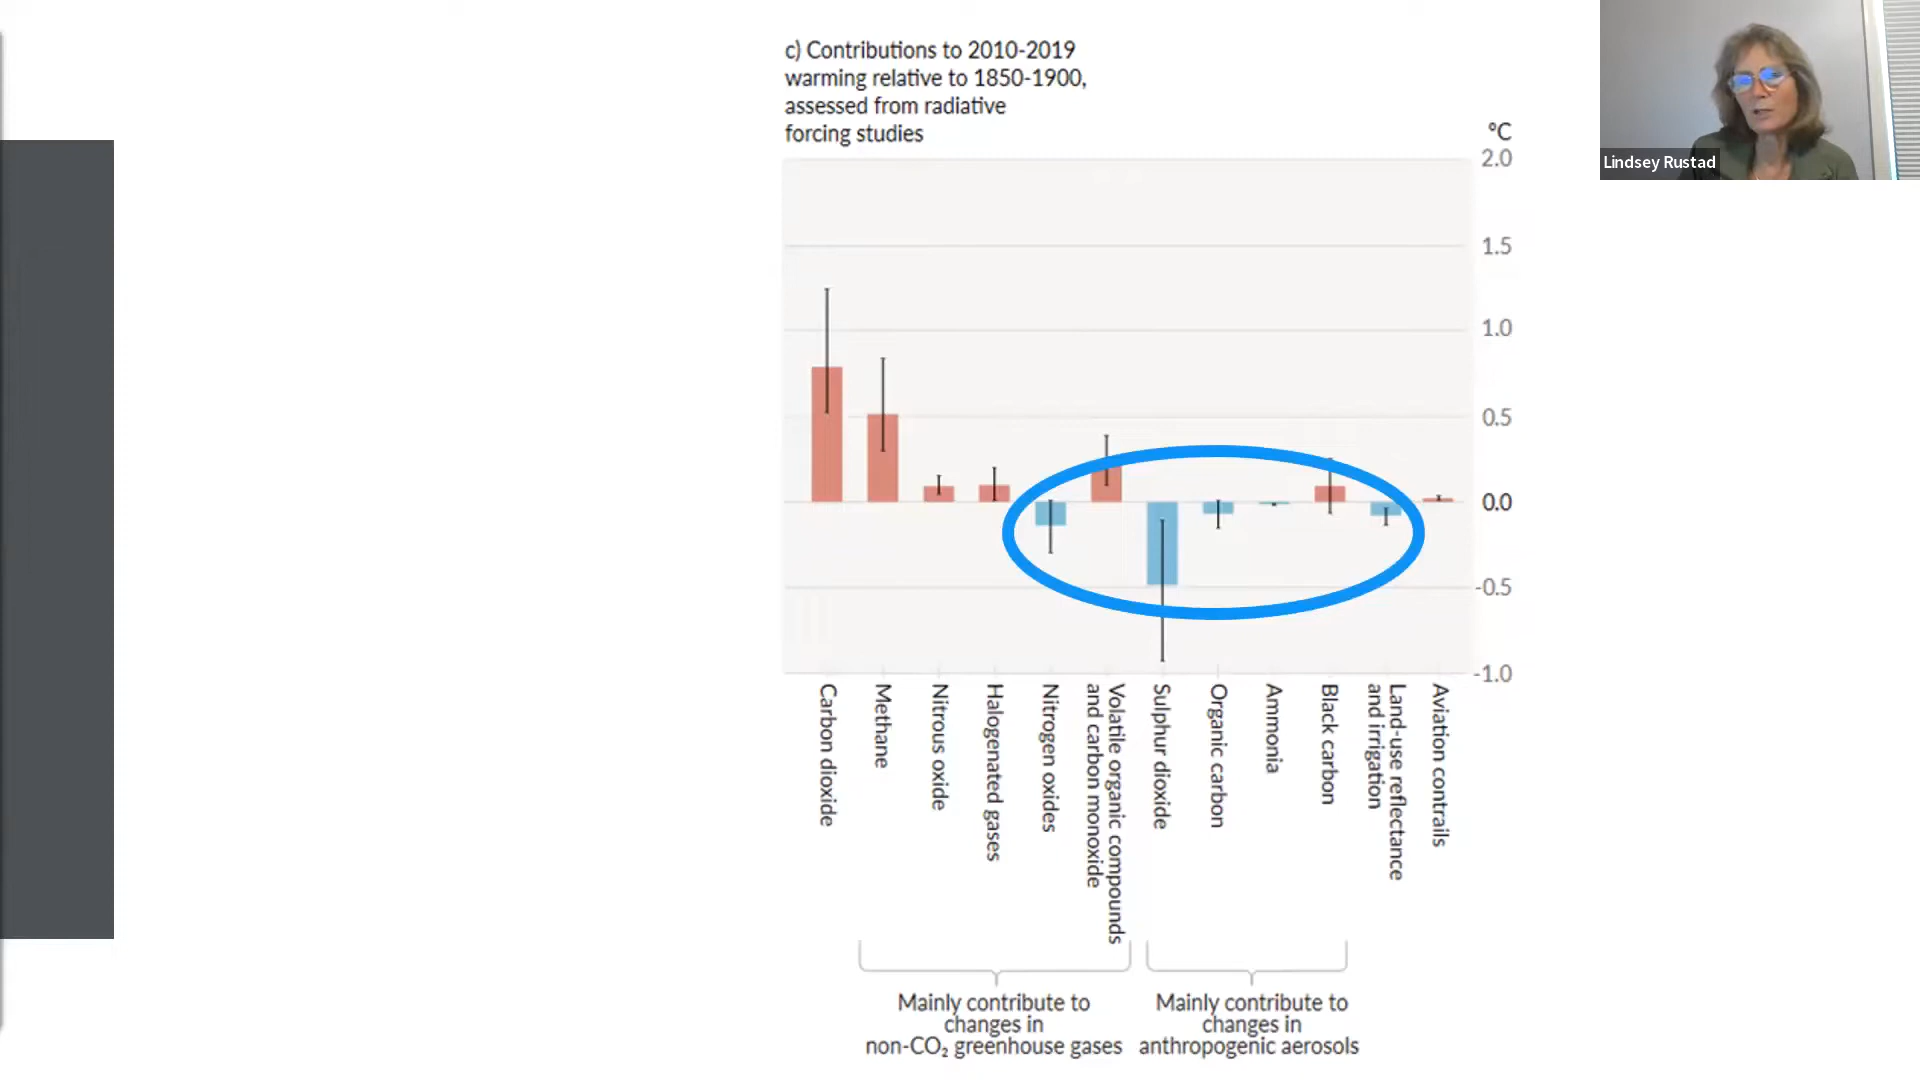 c) Contributions to 2010-2019
warming relative to 1850-1900,
assessed from radiative
forcing studies
°C
2.0
1.5
1.0
0.5
0.0
-0.5
-1.0
Carbon dioxide
Methane
Nitrous oxide
Halogenated gases
Nitrogen oxides
Volatile organic compounds
and carbon monoxide
Sulphur dioxide
Organic carbon
Ammonia
Black carbon
Land-use reflectance
and irrigation
Aviation contrails
Mainly contribute to
changes in
non-CO₂ greenhouse gases
Mainly contribute to
changes in
anthropogenic aerosols
Lindsey Rustad